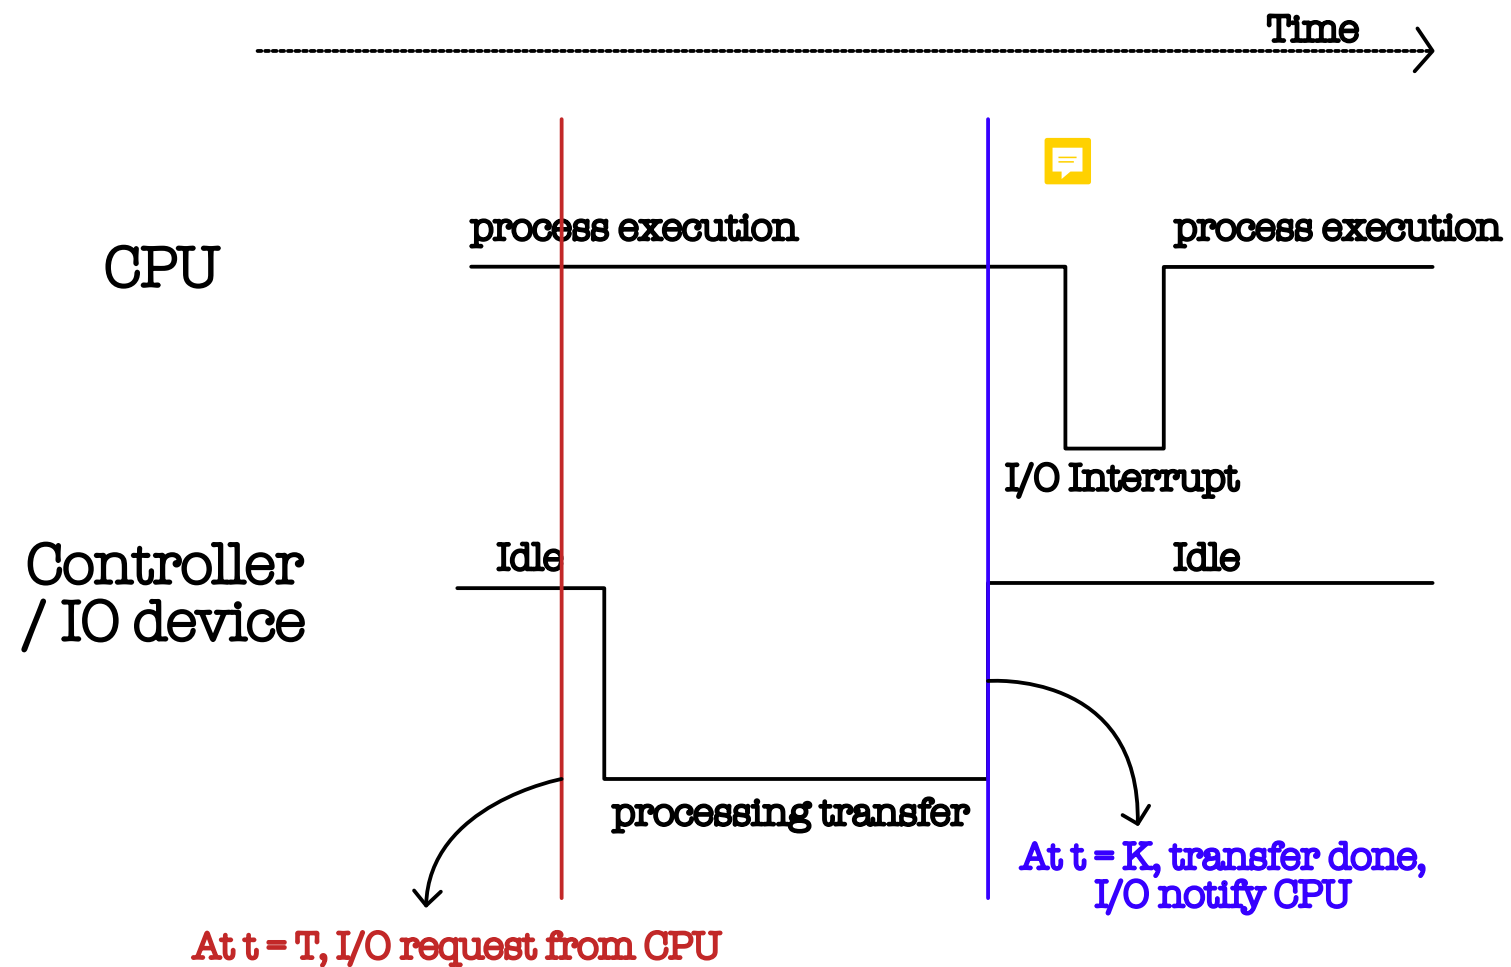 Time
process execution
process execution
CPU
I/O Interrupt
Idle
Idle
Controller
/ IO device
processing transfer
At t = K, transfer done,
I/O notify CPU
At t = T, I/O request from CPU